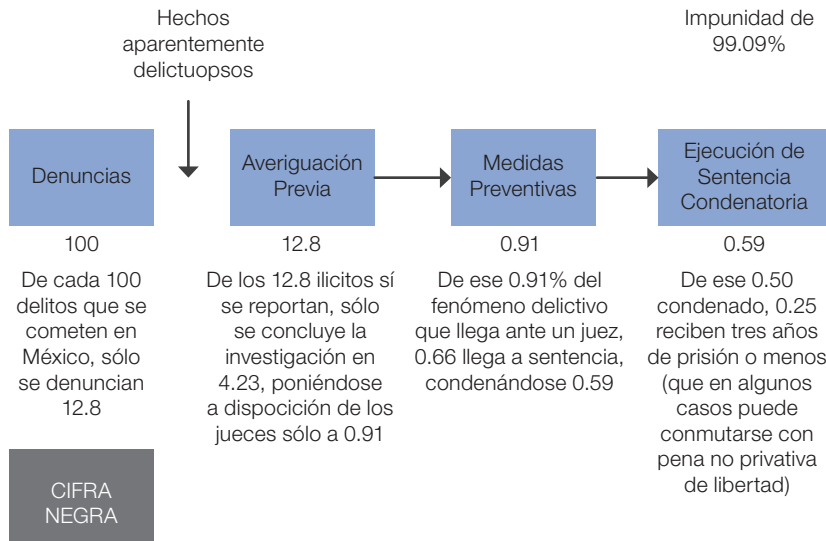 Hechos
aparentemente
delictuopsos
Impunidad de
99.09%
Denuncias
Averiguación
Previa
Medidas
Preventivas
Ejecución de
Sentencia
Condenatoria
100
De cada 100
delitos que se
cometen en
México, sólo
se denuncian
12.8
12.8
De los 12.8 ilicitos sí
se reportan, sólo
se concluye la
investigación en
4.23, poniéndose
a dispocición de los
jueces sólo a 0.91
0.91
De ese 0.91% del
fenómeno delictivo
que llega ante un juez,
0.66 llega a sentencia,
condenándose 0.59
0.59
De ese 0.50
condenado, 0.25
reciben tres años
de prisión o menos
(que en algunos
casos puede
conmutarse con
pena no privativa
de libertad)
CIFRA
NEGRA